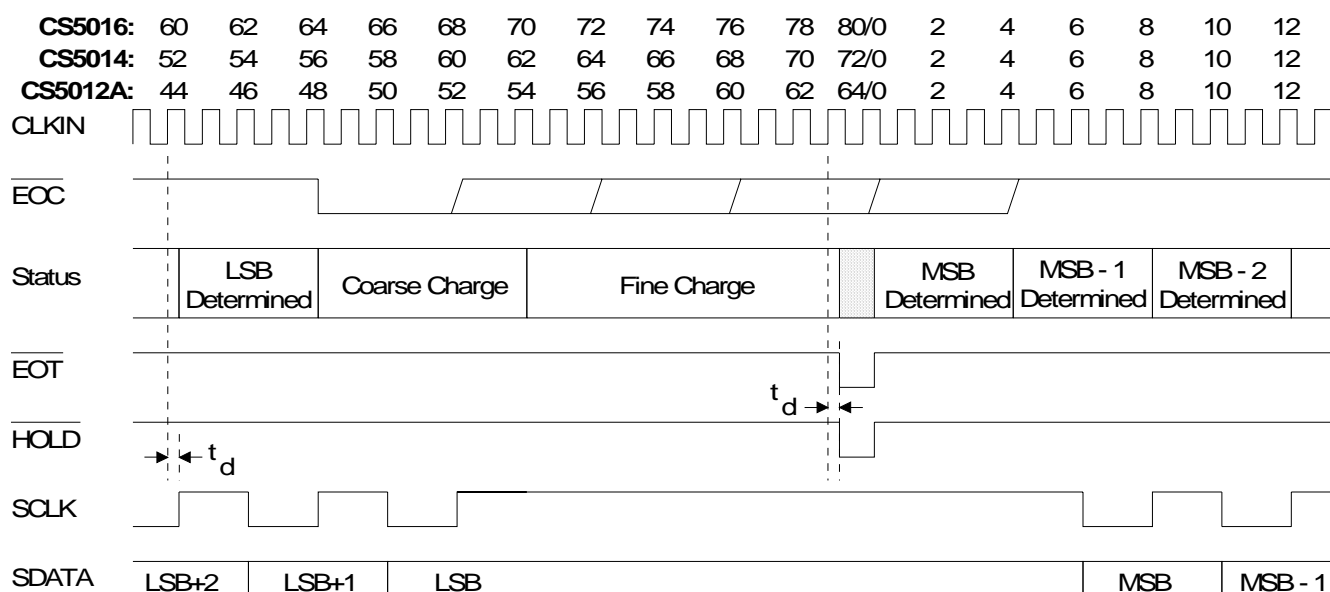 CS5016: 60 62 64 66 68 70 72 74 76 78 80/0 2 4 6 8 10 12
CS5014: 52 54 56 58 60 62 64 66 68 70 72/0 2 4 6 8 10 12
CS5012A: 44 46 48 50 52 54 56 58 60 62 64/0 2 4 6 8 10 12
CLKIN
EOC
Status
LSB
Determined
Coarse Charge
Fine Charge
MSB
Determined
MSB - 1
Determined
MSB - 2
Determined
EOT
td
HOLD
td
SCLK
SDATA LSB+2 LSB+1 LSB MSB MSB - 1